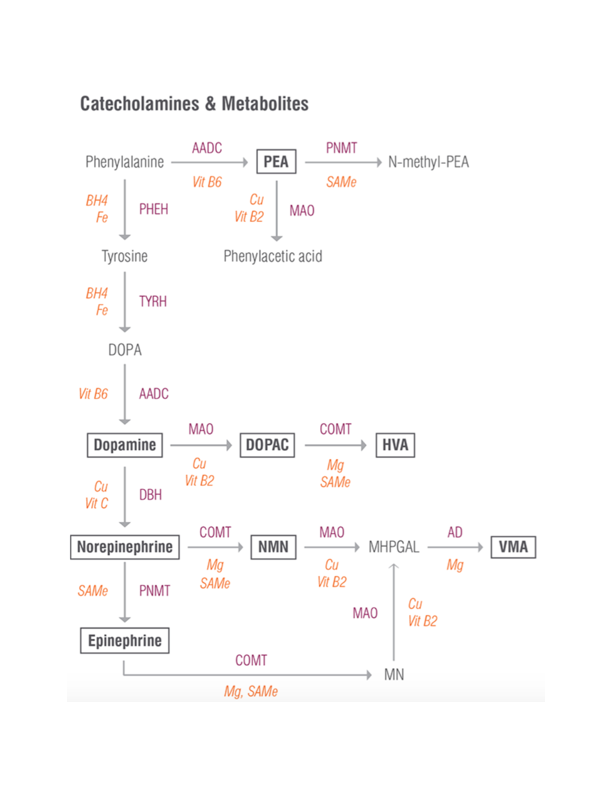 Catecholamines & Metabolites
AADC
PNMT
Phenylalanine
PEA
N-methyl-PEA
Vit B6
SAMe
BH4
Fe
PHEH
Cu
Vit B2
MAO
Tyrosine
Phenylacetic acid
BH4
Fe
TYRH
DOPA
Vit B6
AADC
MAO
COMT
Dopamine
DOPAC
HVA
Cu
Vit B2
Mg
SAMe
Cu
Vit C
DBH
COMT
MAO
AD
Norepinephrine
NMN
MHPGAL
VMA
Mg
SAMe
Cu
Vit B2
Mg
SAMe
PNMT
MAO
Cu
Vit B2
Epinephrine
COMT
MN
Mg, SAMe